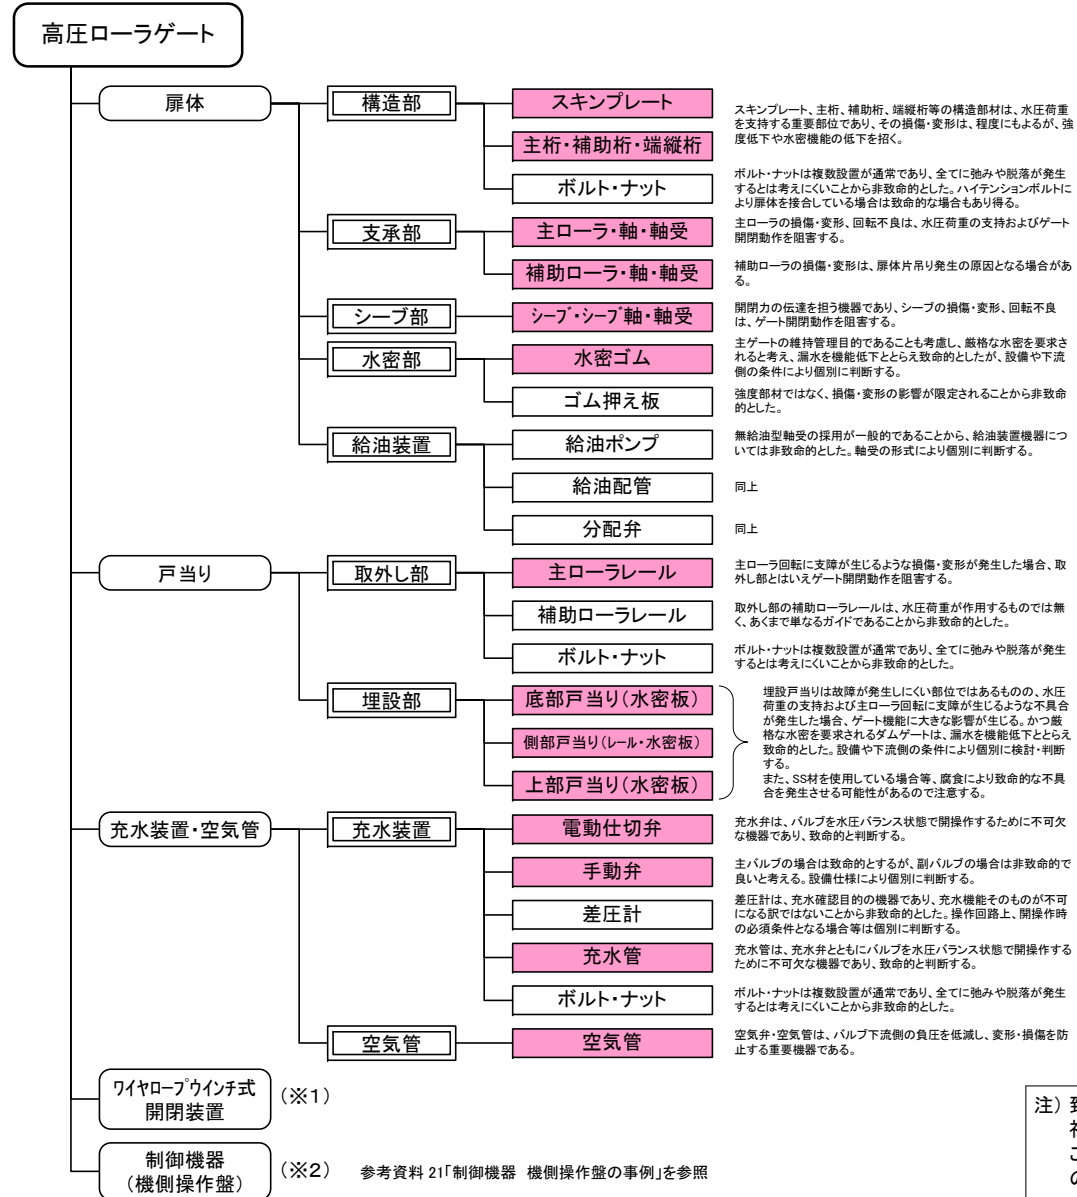 高圧ローラゲート
扉体
構造部
スキンプレート
スキンプレート、主桁、補助桁、端縦桁等の構造部材は、水圧荷重
を支持する重要部位であり、その損傷・変形は、程度にもよるが、強
度低下や水密機能の低下を招く。
主桁・補助桁・端縦桁
ボルト・ナット
ボルト・ナットは複数設置が通常であり、全てに弛みや脱落が発生
するとは考えにくいことから非致命的とした。ハイテンションボルトに
より扉体を接合している場合は致命的な場合もあり得る。
支承部
主ローラ・軸・軸受
主ローラの損傷・変形、回転不良は、水圧荷重の支持およびゲート
開閉動作を阻害する。
補助ローラ・軸・軸受
補助ローラの損傷・変形は、扉体片吊り発生の原因となる場合があ
る。
シーブ部
シーブ・シーブ軸・軸受
開閉力の伝達を担う機器であり、シーブの損傷・変形、回転不良
は、ゲート開閉動作を阻害する。
水密部
水密ゴム
主ゲートの維持管理目的であることも考慮し、厳格な水密を要求さ
れると考え、漏水を機能低下ととらえ致命的としたが、設備や下流
側の条件により個別に判断する。
ゴム押え板
強度部材ではなく、損傷・変形の影響が限定されることから非致命
的とした。
給油装置
給油ポンプ
無給油型軸受の採用が一般的であることから、給油装置機器につ
いては非致命的とした。軸受の形式により個別に判断する。
給油配管
同上
分配弁
同上
戸当り
取外し部
主ローラレール
主ローラ回転に支障が生じるような損傷・変形が発生した場合、取
外し部とはいえゲート開閉動作を阻害する。
補助ローラレール
取外し部の補助ローラレールは、水圧荷重が作用するものでは無
く、あくまで単なるガイドであることから非致命的とした。
ボルト・ナット
ボルト・ナットは複数設置が通常であり、全てに弛みや脱落が発生
するとは考えにくいことから非致命的とした。
埋設部
底部戸当り(水密板)
側部戸当り(レール・水密板)
上部戸当り(水密板)
埋設戸当りは故障が発生しにくい部位ではあるものの、水圧
荷重の支持および主ローラ回転に支障が生じるような不具合
が発生した場合、ゲート機能に大きな影響が生じる。かつ厳
格な水密を要求されるダムゲートは、漏水を機能低下ととらえ
致命的とした。設備や下流側の条件により個別に検討・判断
する。
また、SS材を使用している場合等、腐食により致命的な不具
合を発生させる可能性があるので注意する。
充水装置・空気管
充水装置
電動仕切弁
充水弁は、バルブを水圧バランス状態で開操作するために不可欠
な機器であり、致命的と判断する。
手動弁
主バルブの場合は致命的とするが、副バルブの場合は非致命的で
良いと考える。設備仕様により個別に判断する。
差圧計
差圧計は、充水確認目的の機器であり、充水機能そのものが不可
になる訳ではないことから非致命的とした。操作回路上、開操作時
の必須条件となる場合等は個別に判断する。
充水管
充水管は、充水弁とともにバルブを水圧バランス状態で開操作する
ために不可欠な機器であり、致命的と判断する。
ボルト・ナット
ボルト・ナットは複数設置が通常であり、全てに弛みや脱落が発生
するとは考えにくいことから非致命的とした。
空気管
空気管
空気弁・空気管は、バルブ下流側の負圧を低減し、変形・損傷を防
止する重要機器である。
ワイヤロープウインチ式
開閉装置
(※1)
制御機器
(機側操作盤)
(※2) 参考資料 21「制御機器 機側操作盤の事例」を参照
注)
の